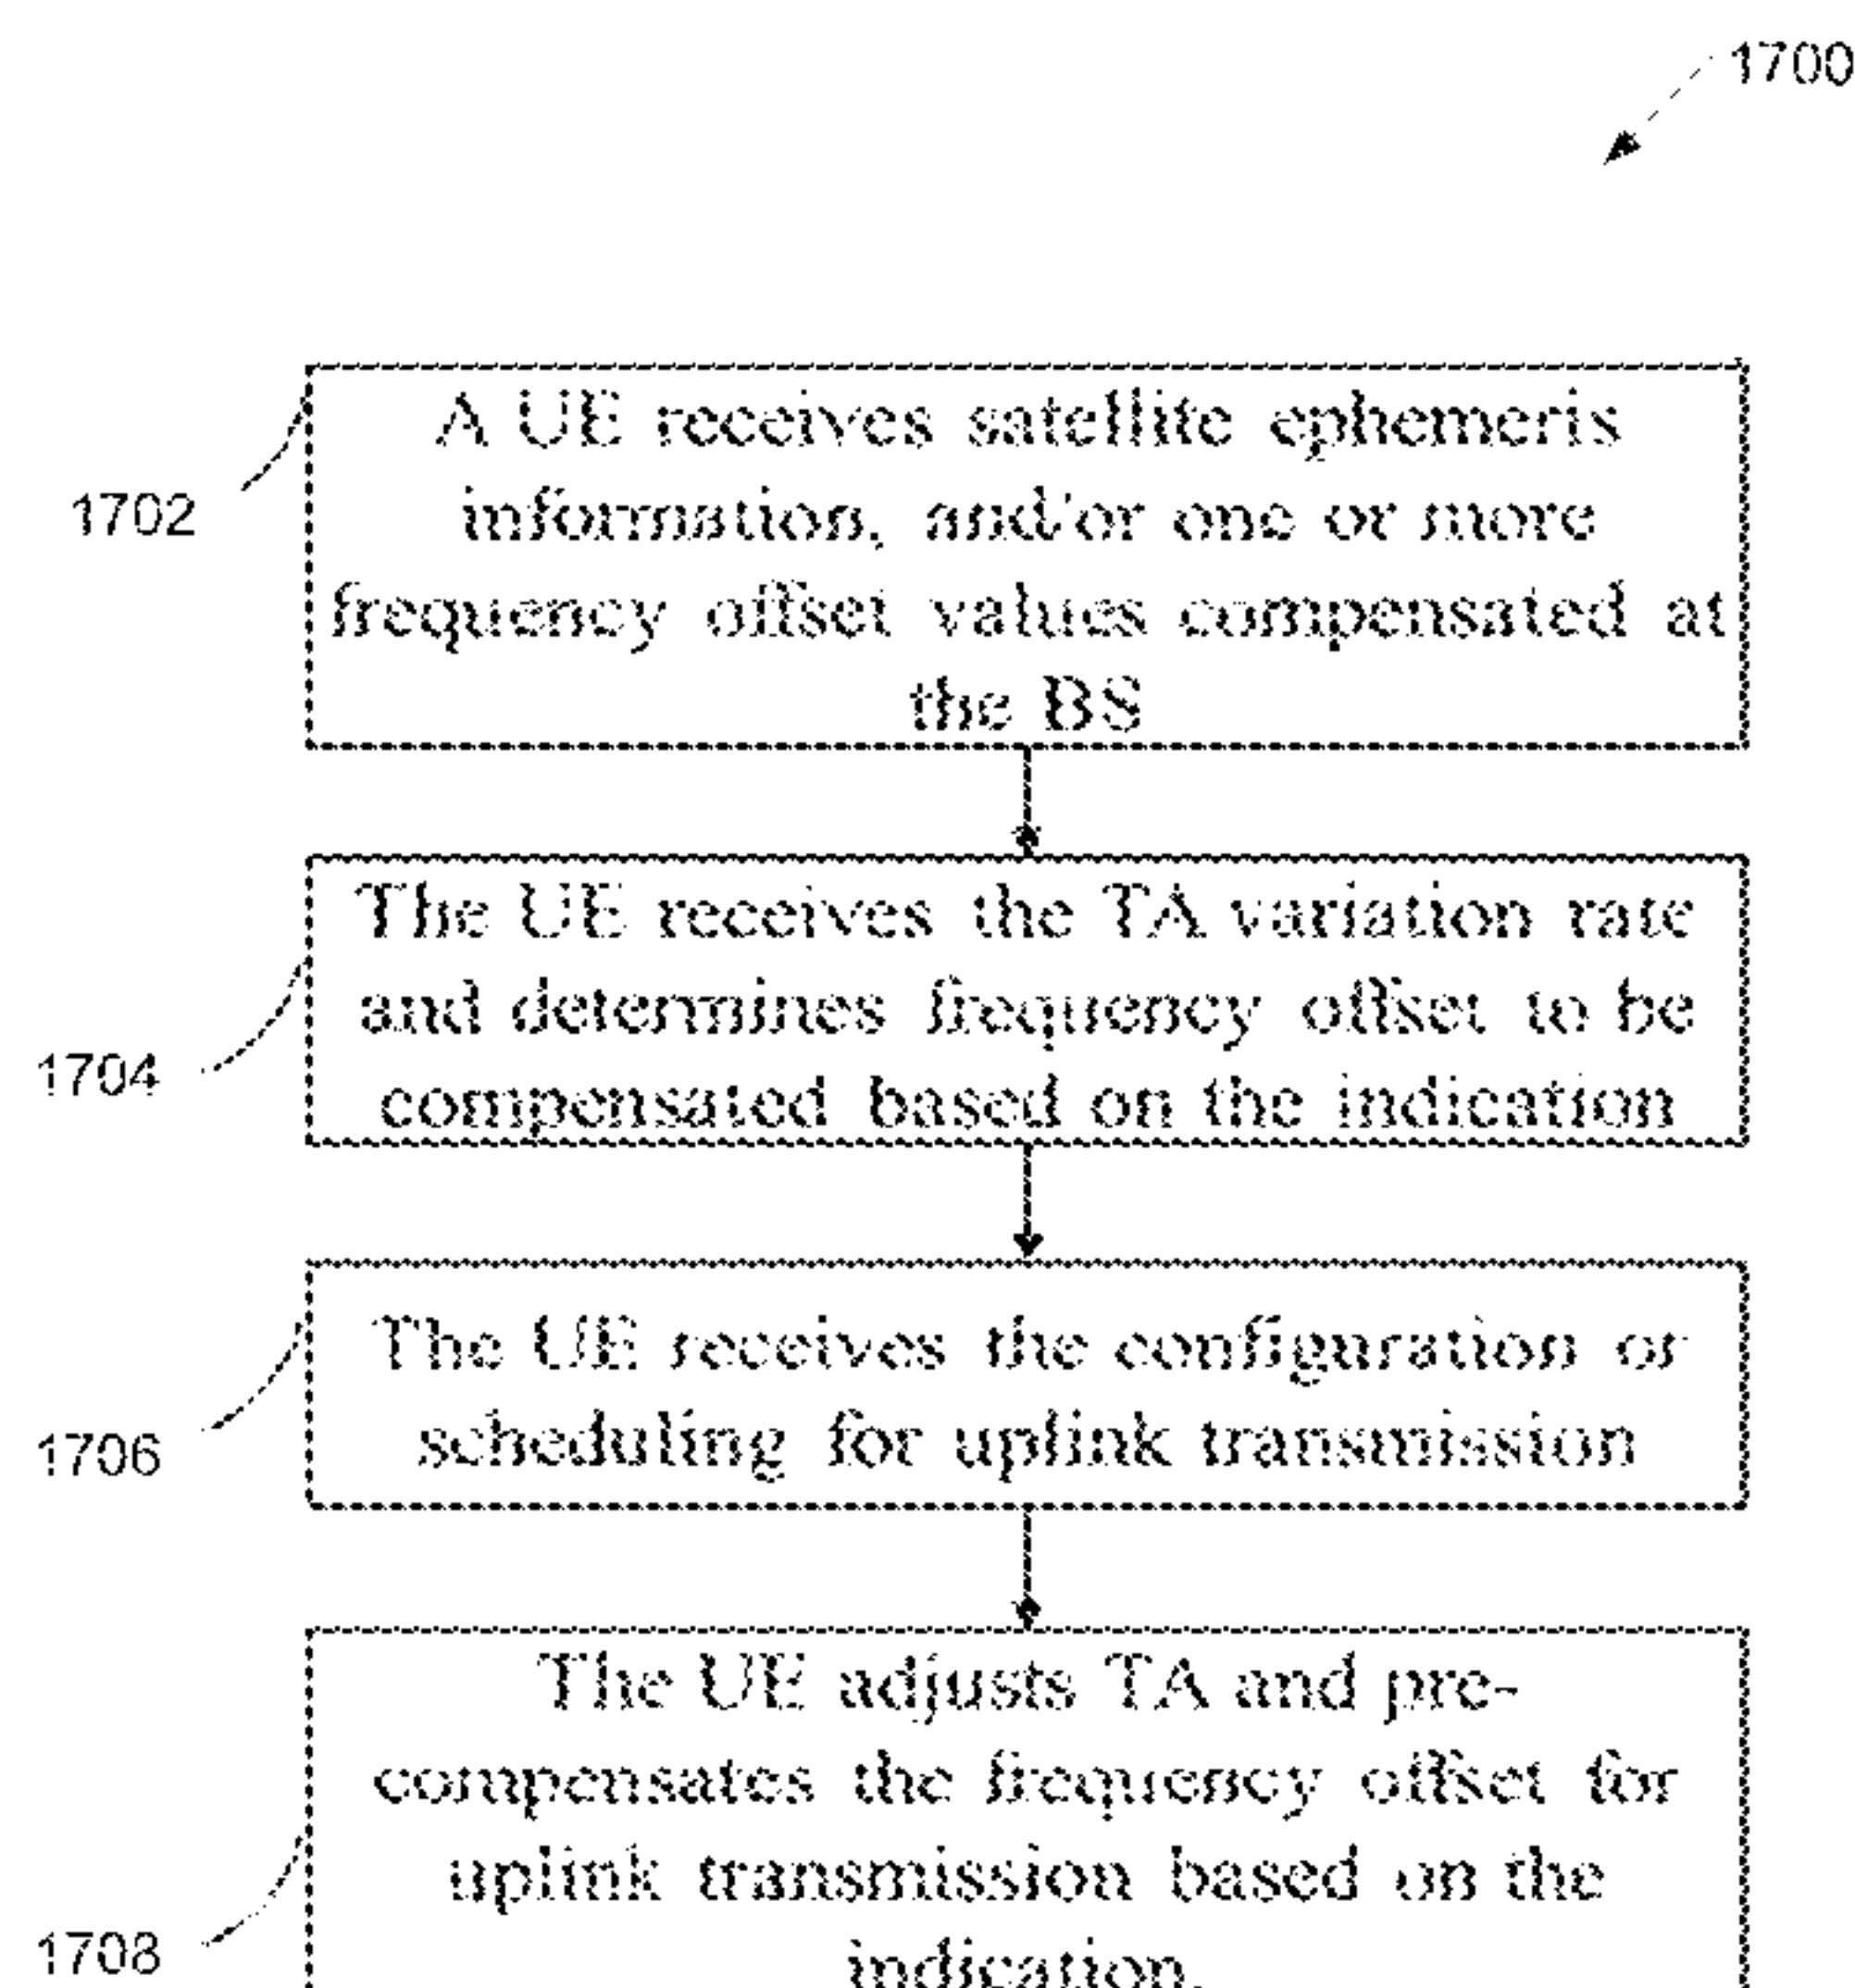 1700
A UE receives satellite ephemeris
1702
information, and/or one or more
frequency offset values compensated at
the BS
The UE receives the TA variation rate
and determines frequency offset to be
1704
compensated based on the indication
The UE receives the configuration or
1706
scheduling for uplink transmission
The UE adjusts TA and pre-
compensates the frequency offset for
uplink transmission based on the
1708
indication.